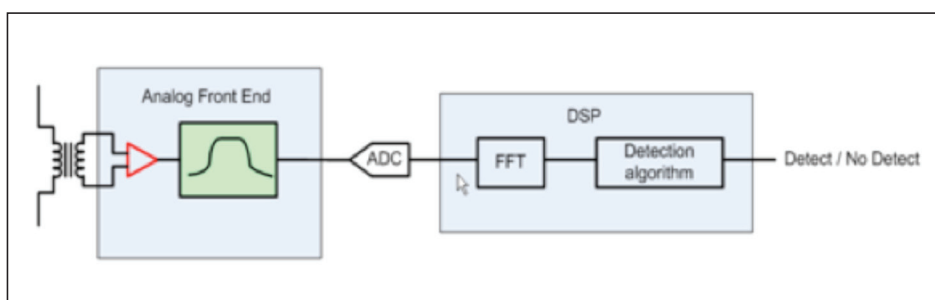 Analog Front End
ADC
DSP
FFT
Detection
algorithm
Detect / No Detect